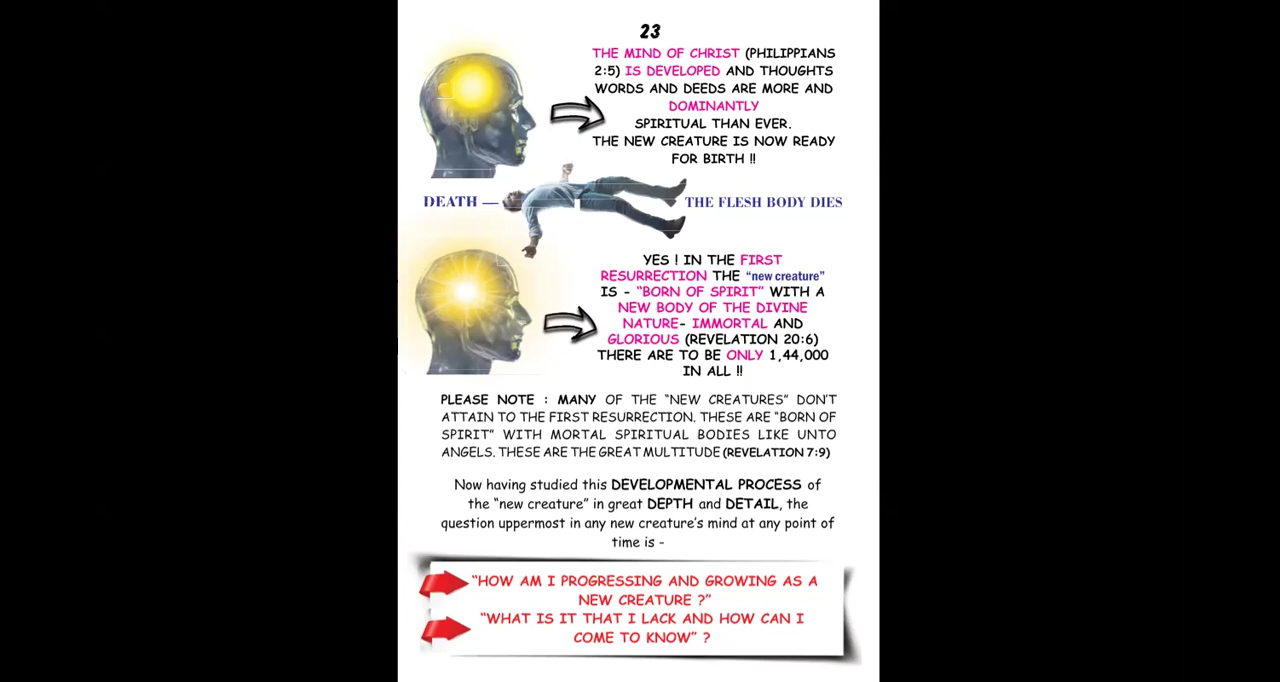 23
THE MIND OF CHRIST (PHILIPPIANS
2:5) IS DEVELOPED AND THOUGHTS
WORDS AND DEEDS ARE MORE AND
DOMINANTLY
SPIRITUAL THAN EVER.
THE NEW CREATURE IS NOW READY
FOR BIRTH !!
DEATH —
THE FLESH BODY DIES
YES ! IN THE FIRST
RESURRECTION THE "new creature"
IS - "BORN OF SPIRIT" WITH A
NEW BODY OF THE DIVINE
NATURE- IMMORTAL AND
GLORIOUS (REVELATION 20:6)
THERE ARE TO BE ONLY 1,44,000
IN ALL !!
PLEASE NOTE : MANY OF THE "NEW CREATURES" DON'T
ATTAIN TO THE FIRST RESURRECTION. THESE ARE "BORN OF
SPIRIT" WITH MORTAL SPIRITUAL BODIES LIKE UNTO
ANGELS. THESE ARE THE GREAT MULTITUDE (REVELATION 7:9)
Now having studied this DEVELOPMENTAL PROCESS of
the "new creature" in great DEPTH and DETAIL, the
question uppermost in any new creature's mind at any point of
time is -
"HOW AM I PROGRESSING AND GROWING AS A
NEW CREATURE ?"
"WHAT IS IT THAT I LACK AND HOW CAN I
COME TO KNOW" ?